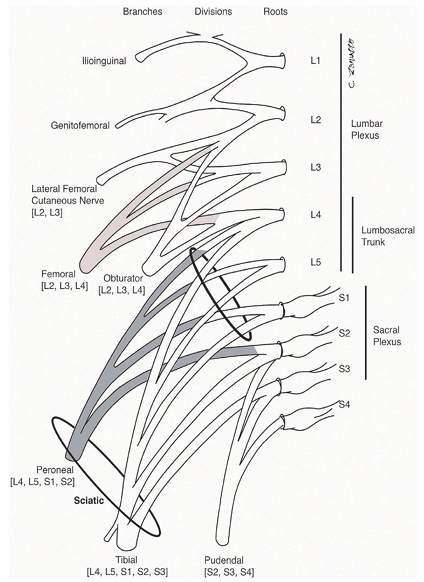 Branches Divisions Roots
Ilioinguinal
L1
Genitofemoral
L2
Lumbar
Plexus
L3
Lateral Femoral
Cutaneous Nerve
[L2, L3]
L4
Lumbosacral
Trunk
Femoral
[L2, L3, L4]
Obturator
[L2, L3, L4]
L5
S1
S2
Sacral
Plexus
S3
S4
Peroneal
[L4, L5, S1, S2]
Sciatic
Tibial
[L4, L5, S1, S2, S3]
Pudendal
[S2, S3, S4]